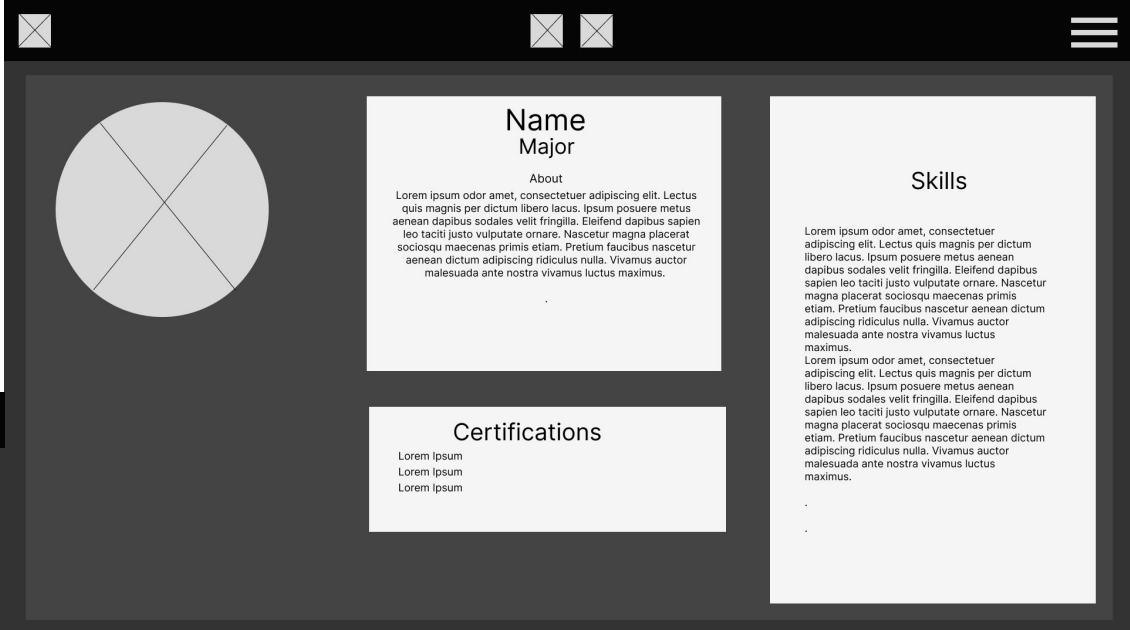 Name
Major
About
Lorem ipsum odor amet, consectetuer adipiscing elit. Lectus
quis magnis per dictum libero lacus. Ipsum posuere metus
aenean dapibus sodales velit fringilla. Eleifend dapibus sapien
leo taciti justo vulputate ornare. Nascetur magna placerat
sociosqu maecenas primis etiam. Pretium faucibus nascetur
aenean dictum adipiscing ridiculus nulla. Vivamus auctor
malesuada ante nostra vivamus luctus maximus.
.
Certifications
Lorem Ipsum
Lorem Ipsum
Lorem Ipsum
Skills
Lorem ipsum odor amet, consectetuer
adipiscing elit. Lectus quis magnis per dictum
libero lacus. Ipsum posuere metus aenean
dapibus sodales velit fringilla. Eleifend dapibus
sapien leo taciti justo vulputate ornare. Nascetur
magna placerat sociosqu maecenas primis
etiam. Pretium faucibus nascetur aenean dictum
adipiscing ridiculus nulla. Vivamus auctor
malesuada ante nostra vivamus luctus
maximus.
Lorem ipsum odor amet, consectetuer
adipiscing elit. Lectus quis magnis per dictum
libero lacus. Ipsum posuere metus aenean
dapibus sodales velit fringilla. Eleifend dapibus
sapien leo taciti justo vulputate ornare. Nascetur
magna placerat sociosqu maecenas primis
etiam. Pretium faucibus nascetur aenean dictum
adipiscing ridiculus nulla. Vivamus auctor
malesuada ante nostra vivamus luctus
maximus.
.
.